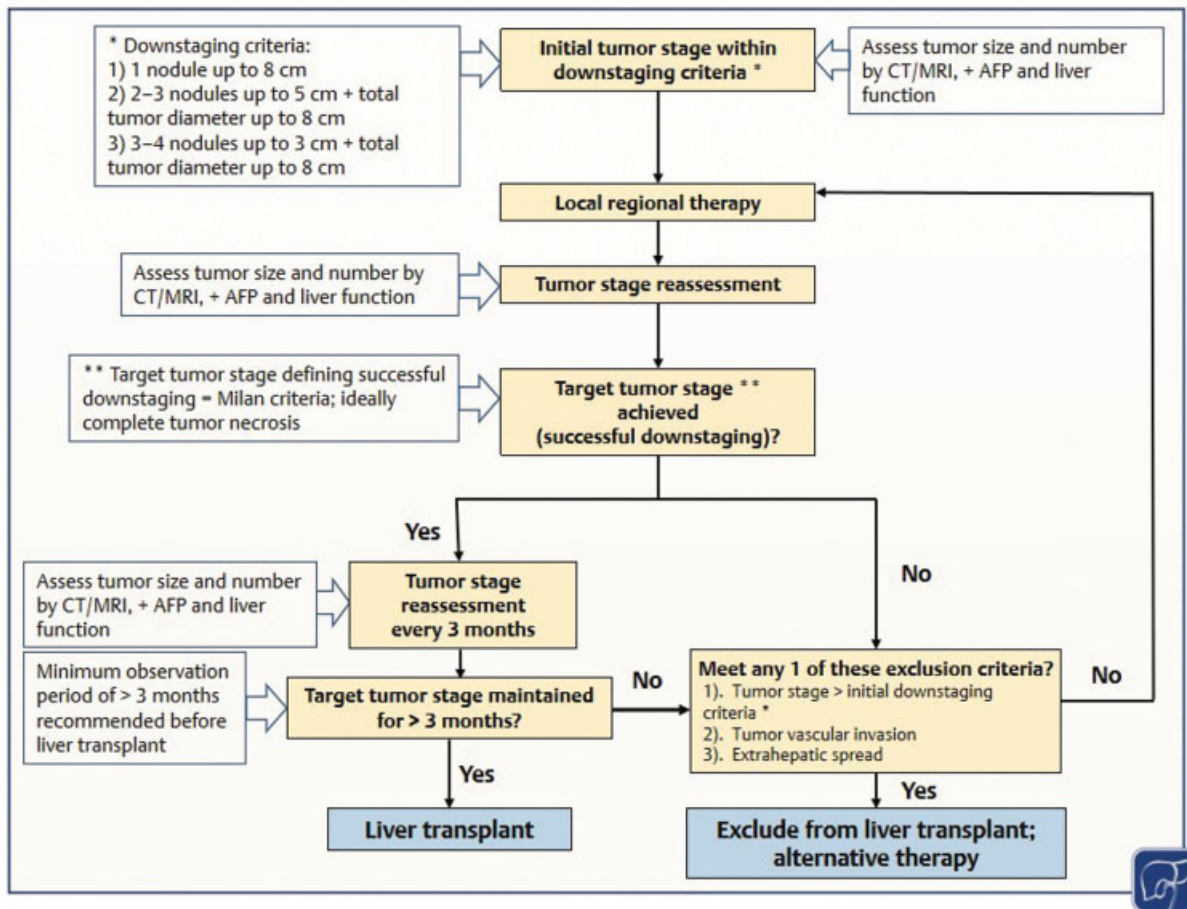 * Downstaging criteria:
1) 1 nodule up to 8 cm
2) 2–3 nodules up to 5 cm + total
tumor diameter up to 8 cm
3) 3–4 nodules up to 3 cm + total
tumor diameter up to 8 cm
Initial tumor stage within
downstaging criteria *
Assess tumor size and number
by CT/MRI, + AFP and liver
function
Local regional therapy
Assess tumor size and number by
CT/MRI, + AFP and liver function
Tumor stage reassessment
** Target tumor stage defining successful
downstaging = Milan criteria; ideally
complete tumor necrosis
Target tumor stage **
achieved
(successful downstaging)?
Yes
No
Assess tumor size and number
by CT/MRI, + AFP and liver
function
Tumor stage
reassessment
every 3 months
Minimum observation
period of > 3 months
recommended before
liver transplant
Target tumor stage maintained
for > 3 months?
No
Meet any 1 of these exclusion criteria?
1). Tumor stage > initial downstaging
criteria *
2). Tumor vascular invasion
3). Extrahepatic spread
No
Yes
Yes
Liver transplant
Exclude from liver transplant;
alternative therapy